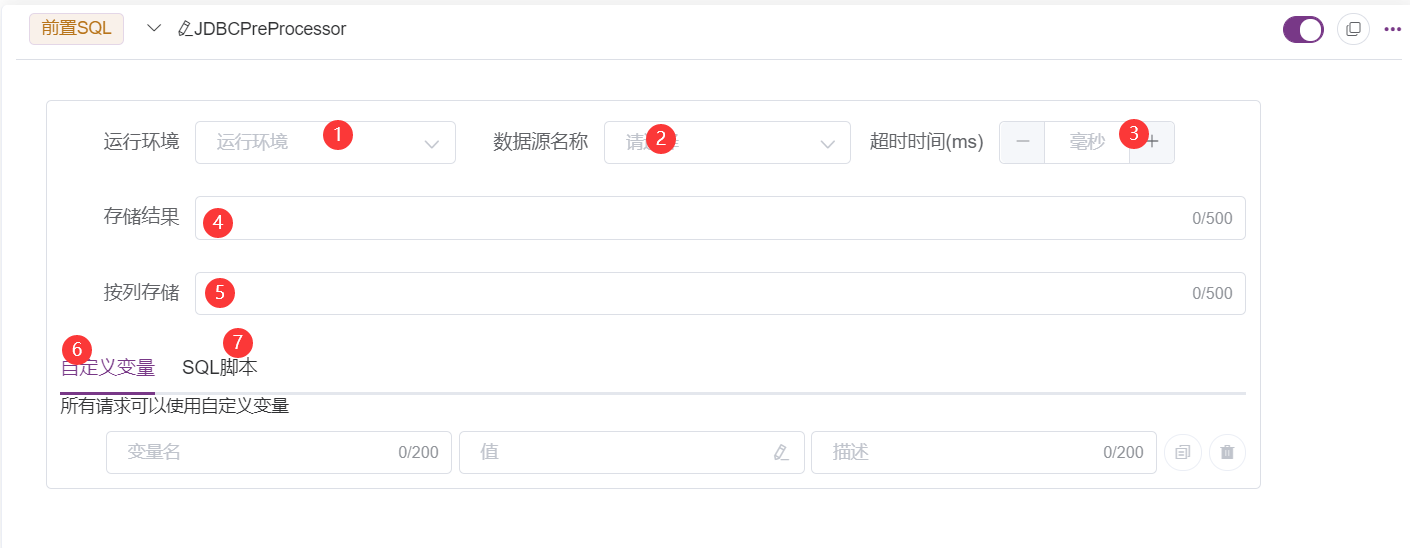 前置SQL JDBCPreProcessor
运行环境 运行环境 1 数据源名称 请 2 超时时间(ms) 毫秒 3
存储结果 4 0/500
按列存储 5 0/500
6 7
自定义变量 SQL脚本
所有请求可以使用自定义变量
变量名 0/200 值 描述 0/200